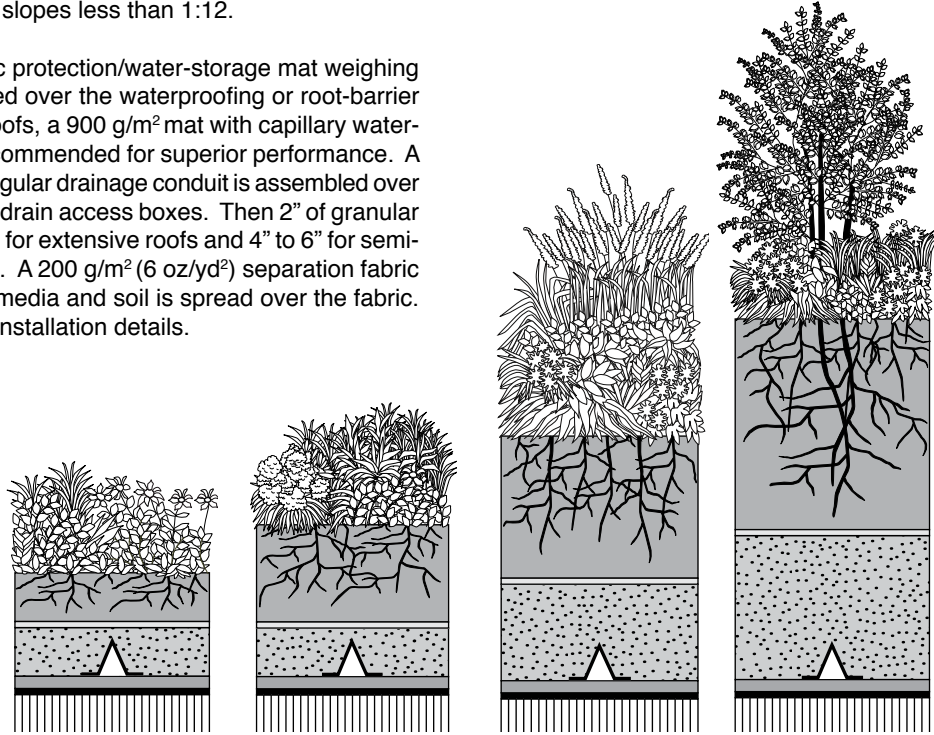 slopes less than 1:12.
c protection/water-storage mat weighing
ed over the waterproofing or root-barrier
oofs, a 900 g/m² mat with capillary water-
commended for superior performance. A
gular drainage conduit is assembled over
drain access boxes. Then 2” of granular
for extensive roofs and 4” to 6” for semi-
. A 200 g/m² (6 oz/yd²) separation fabric
media and soil is spread over the fabric.
nstallation details.